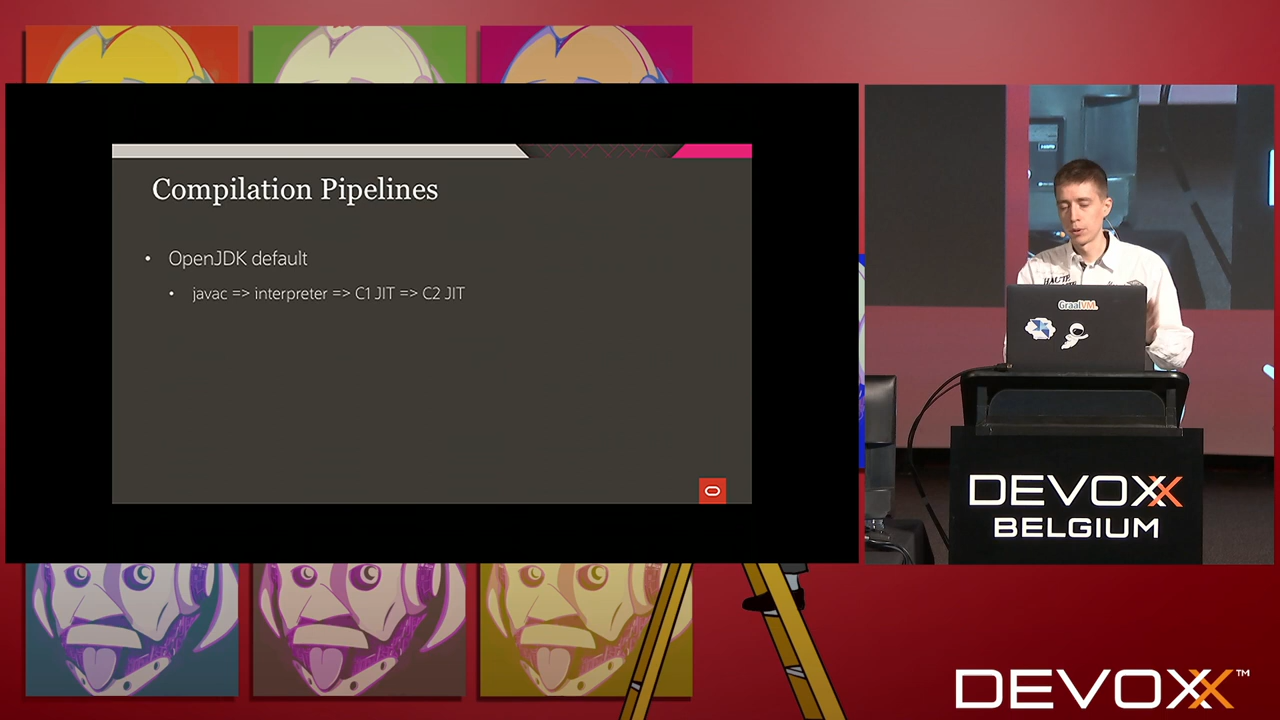 Compilation Pipelines
• OpenJDK default
• javac => interpreter => C1 JIT => C2 JIT
GraalVM.
DEVOXX
BELGIUM
DEVOXX™